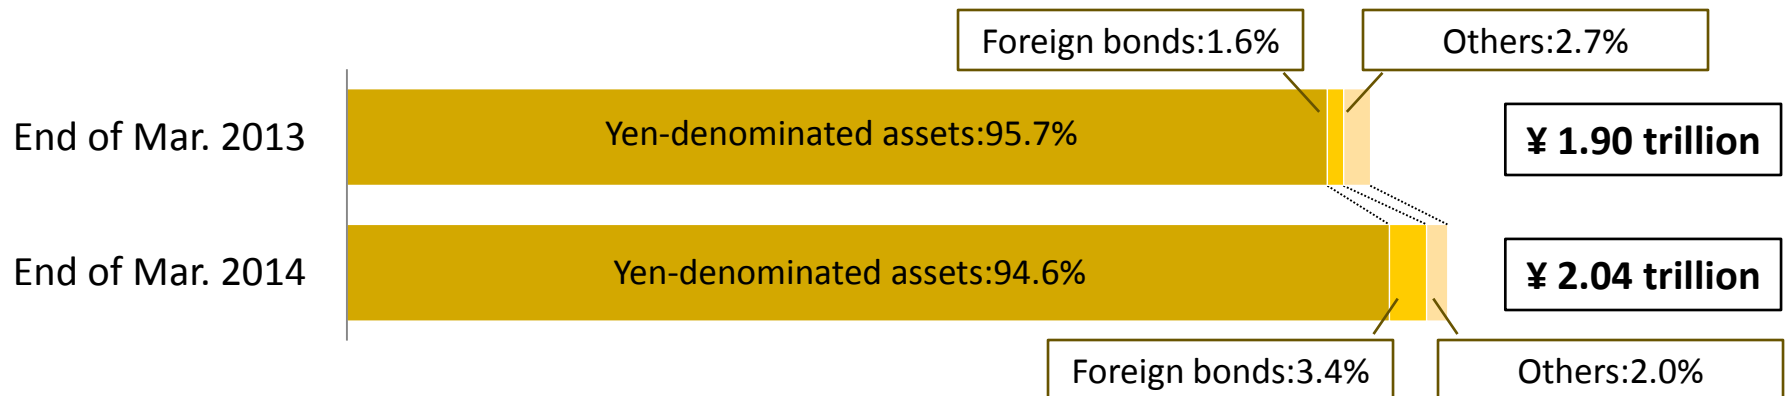 Foreign bonds:1.6%
Others:2.7%
End of Mar. 2013
Yen-denominated assets:95.7%
¥ 1.90 trillion
End of Mar. 2014
Yen-denominated assets:94.6%
¥ 2.04 trillion
Foreign bonds:3.4%
Others:2.0%